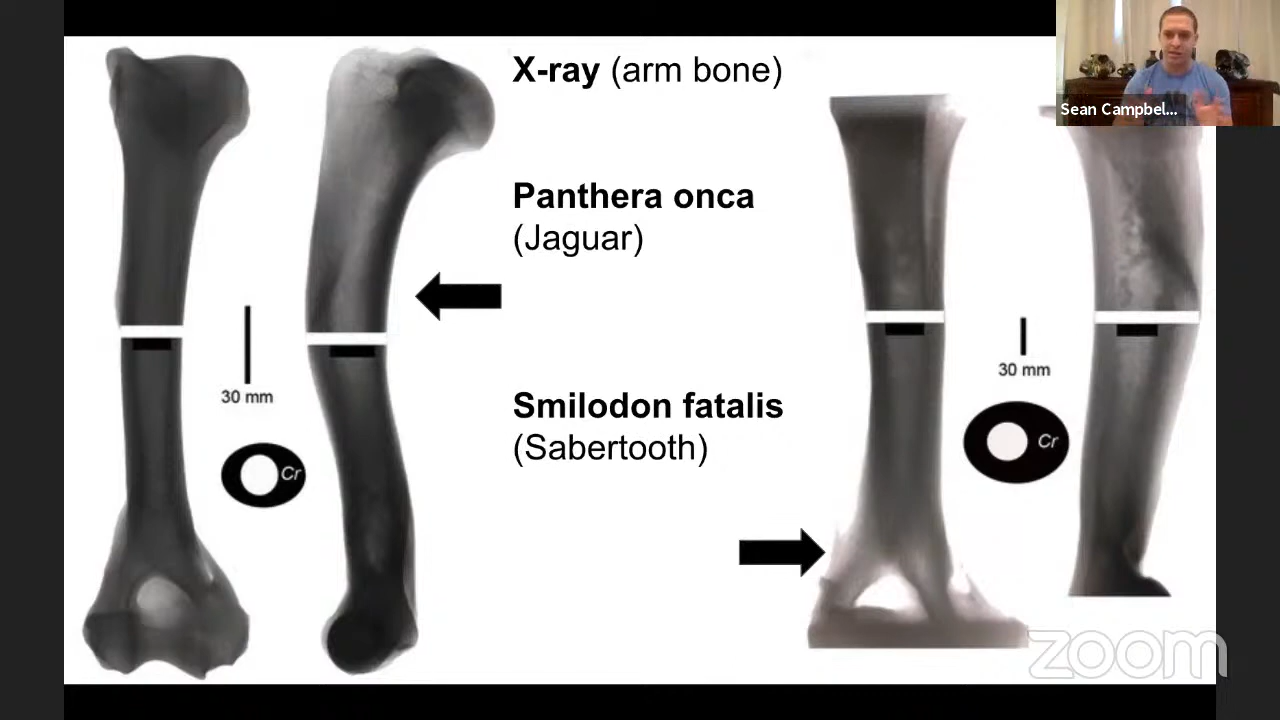 X-ray (arm bone)
Sean Campbel...
Panthera onca
(Jaguar)
30 mm
30 mm
Smilodon fatalis
(Sabertooth)
Cr
Cr
zoom